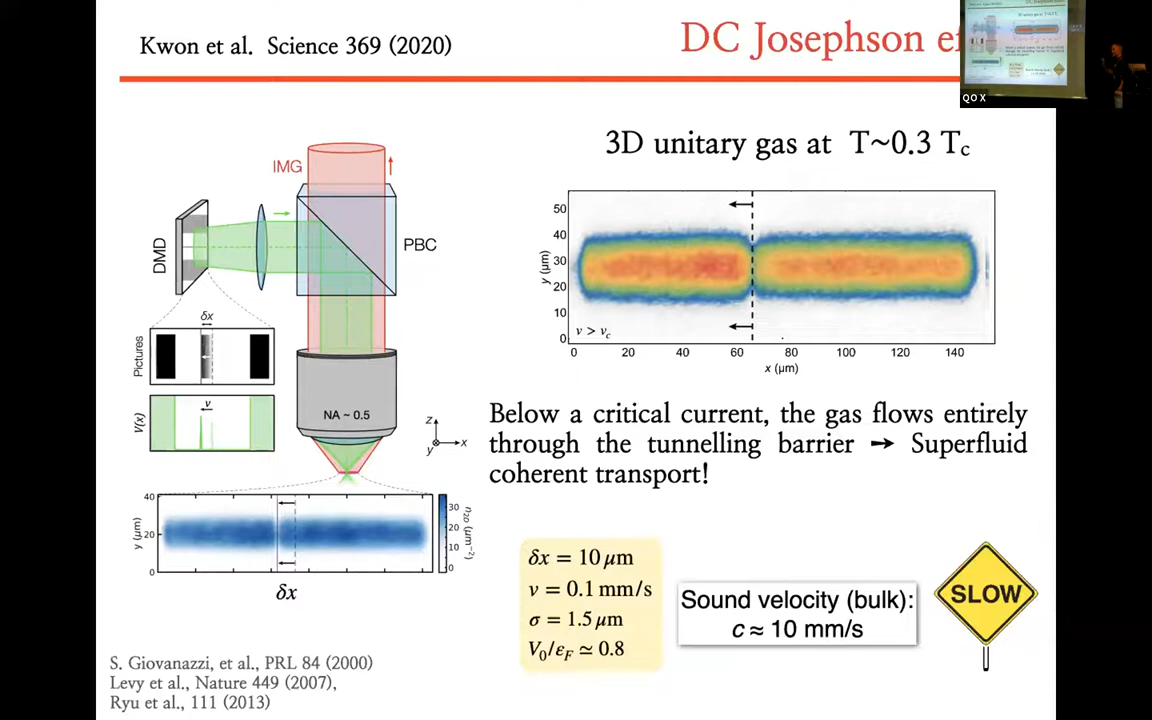 Kwon et al. Science 369 (2020)
DC Josephson ef
QO X
3D unitary gas at T~0.3 Tc
IMG
DMD
PBC
δx
Pictures
V(x)
v
NA ~ 0.5
z
x
y
y (μm)
50
40
30
20
10
0
v > vc
0 20 40 60 80 100 120 140
x (μm)
Below a critical current, the gas flows entirely
through the tunnelling barrier → Superfluid
coherent transport!
y (μm)
40
20
0
30
20
10
0
n2D (μm⁻²)
δx
δx = 10 μm
v = 0.1 mm/s
σ = 1.5 μm
V0/εF ≃ 0.8
Sound velocity (bulk):
c ≈ 10 mm/s
SLOW
S. Giovanazzi, et al., PRL 84 (2000)
Levy et al., Nature 449 (2007),
Ryu et al., 111 (2013)